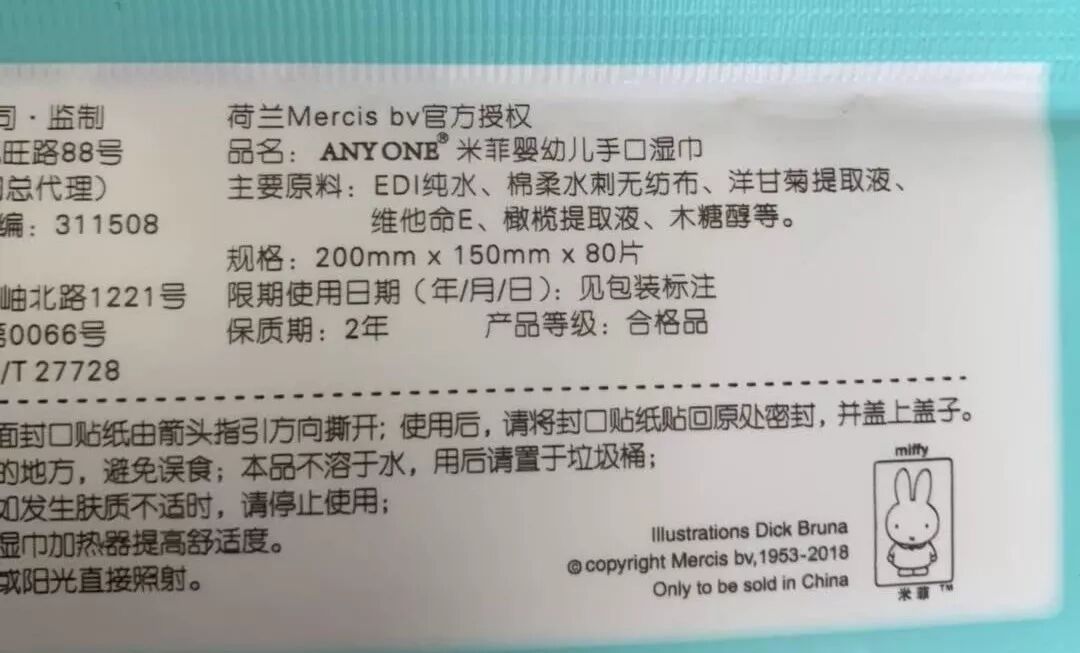 司·监制
旺路88号
总代理）
编：311508
岫北路1221号
0066号
/T 27728
荷兰Mercis bv官方授权
品名：ANY ONE® 米菲婴幼儿手口湿巾
主要原料：EDI纯水、棉柔水刺无纺布、洋甘菊提取液、
维他命E、橄榄提取液、木糖醇等。
规格：200mm x 150mm x 80片
限期使用日期（年/月/日）：见包装标注
保质期：2年 产品等级：合格品
面封口贴纸由箭头指引方向撕开；使用后，请将封口贴纸贴回原处密封，并盖上盖子。
的地方，避免误食；本品不溶于水，用后请置于垃圾桶；
如发生肤质不适时，请停止使用；
湿巾加热器提高舒适度。
或阳光直接照射。
Illustrations Dick Bruna
© copyright Mercis bv,1953-2018
Only to be sold in China
miffy
米菲™